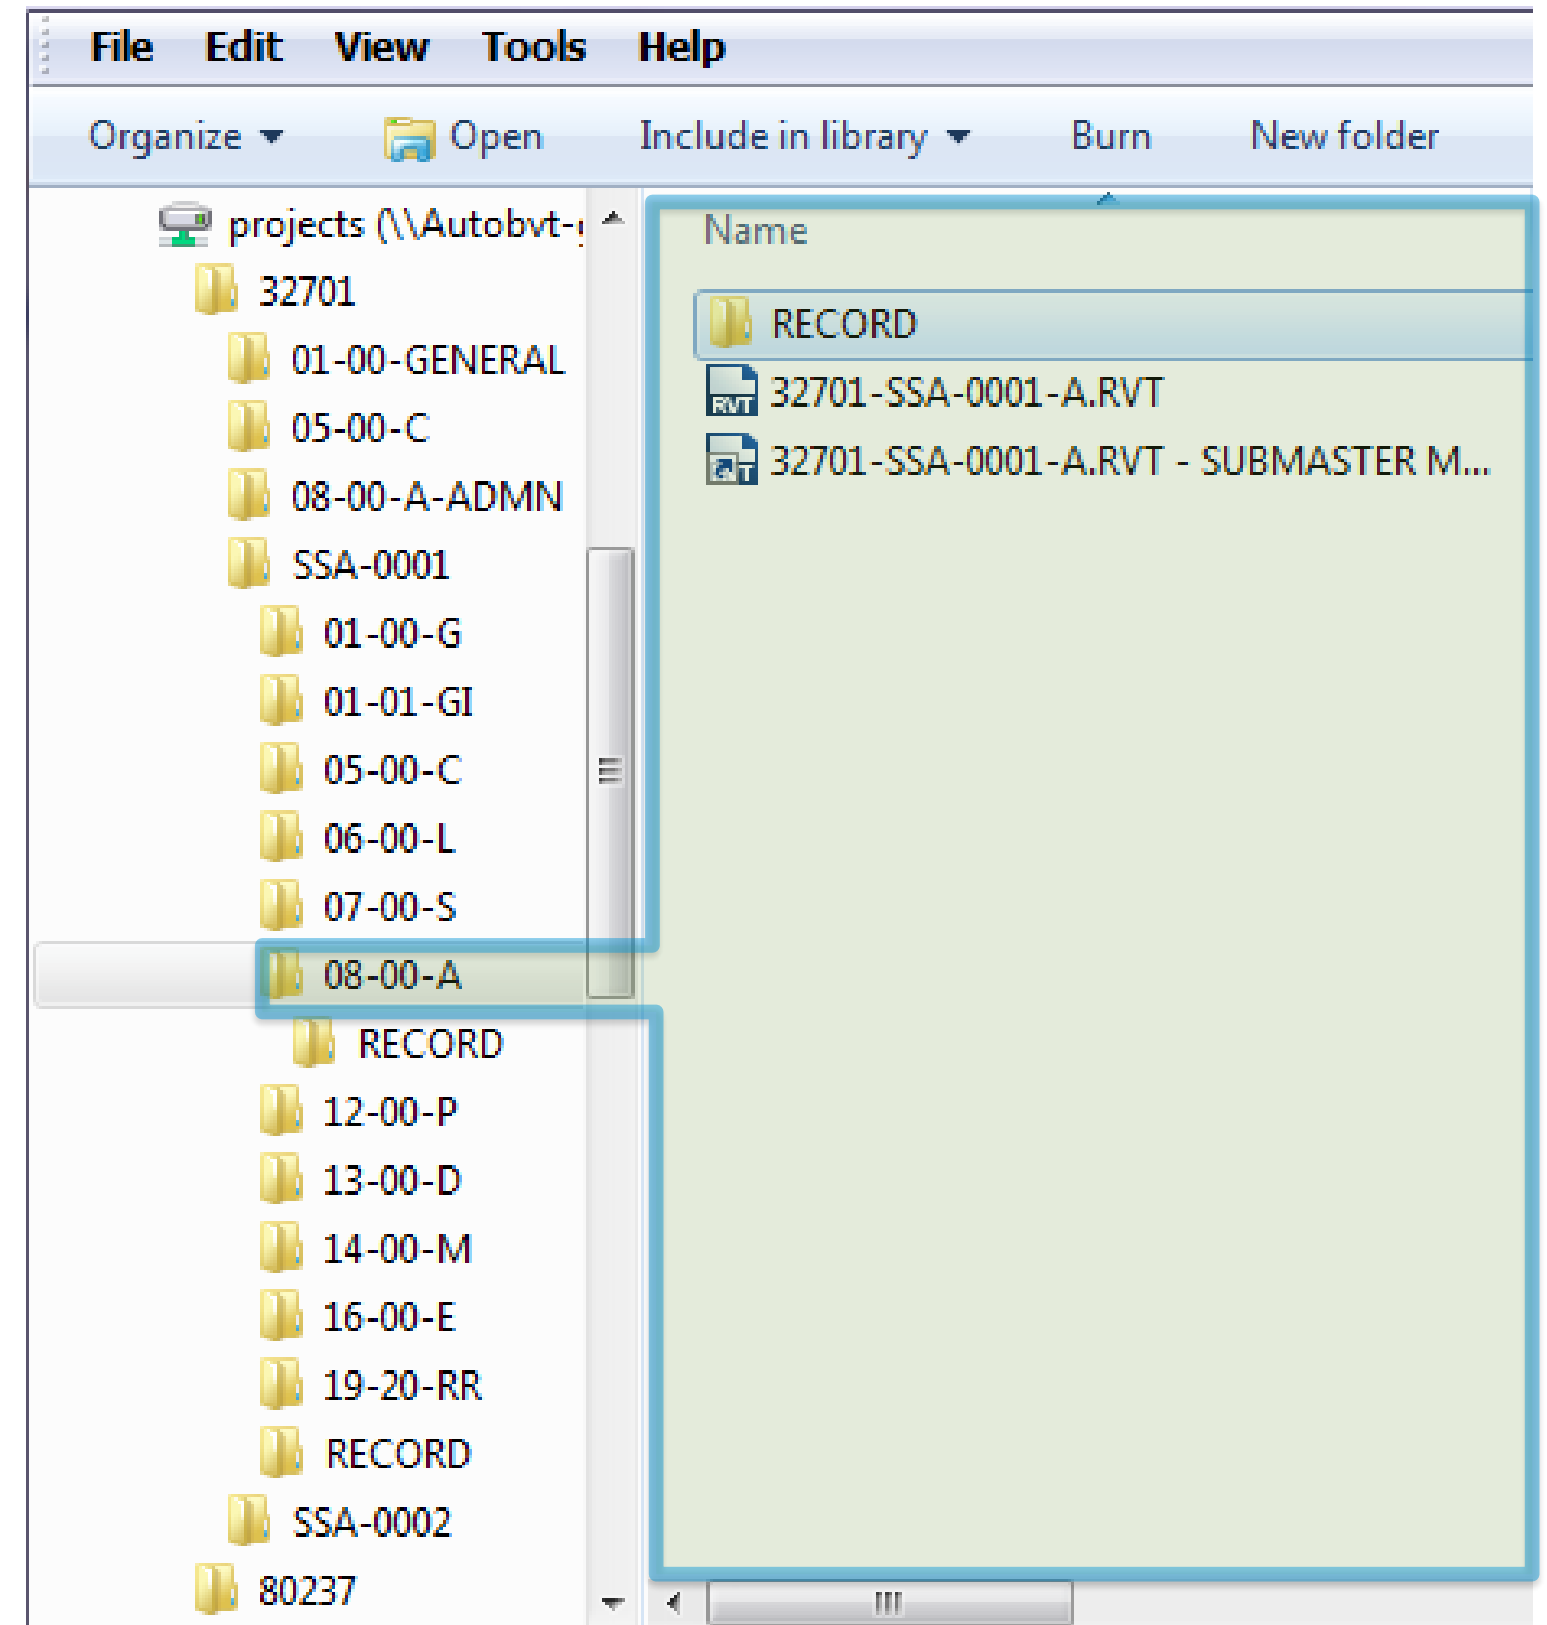 File Edit View Tools Help
Organize Open Include in library Burn New folder
projects (\\Autobvt-
32701
01-00-GENERAL
05-00-C
08-00-A-ADMN
SSA-0001
01-00-G
01-01-GI
05-00-C
06-00-L
07-00-S
08-00-A
RECORD
12-00-P
13-00-D
14-00-M
16-00-E
19-20-RR
RECORD
SSA-0002
80237
Name
RECORD
RVT 32701-SSA-0001-A.RVT
32701-SSA-0001-A.RVT - SUBMASTER M...